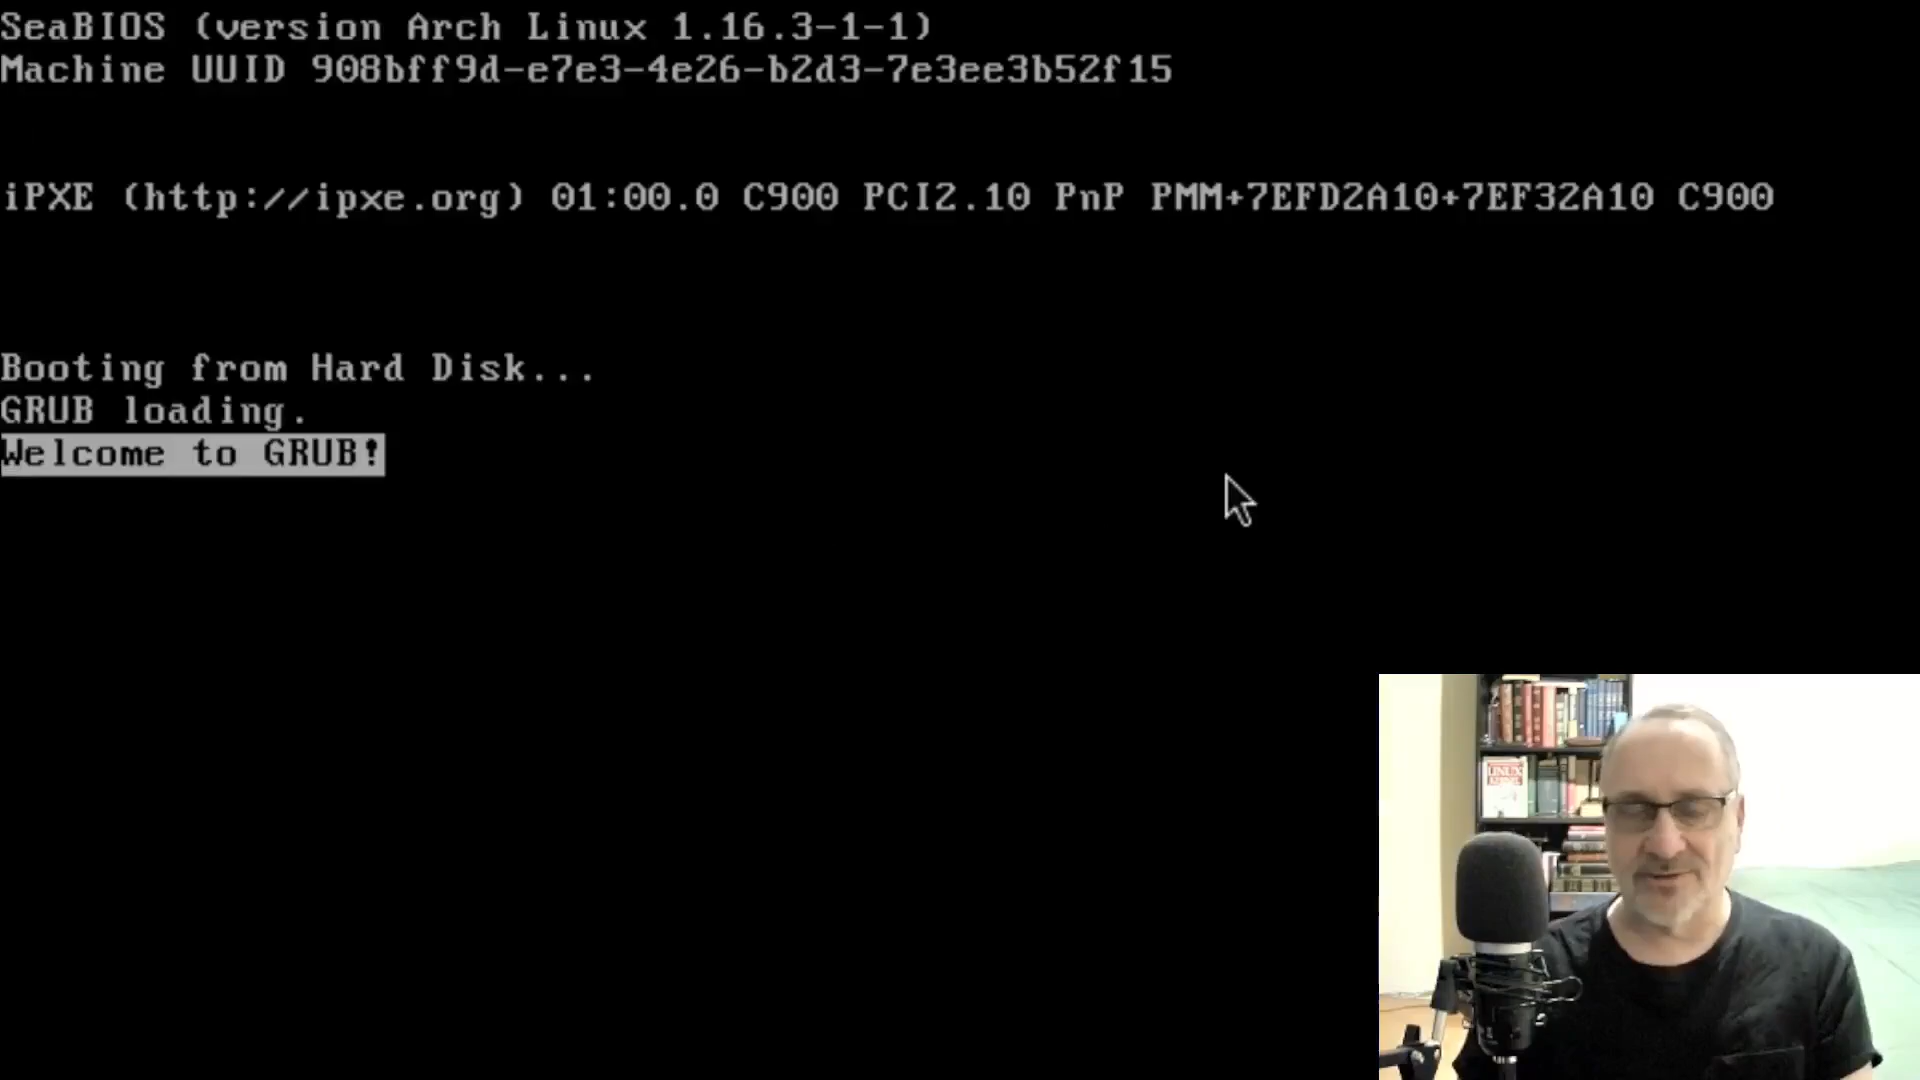 SeaBIOS (version Arch Linux 1.16.3-1-1)
Machine UUID 908bff9d-e7e3-4e26-b2d3-7e3ee3b52f15
iPXE (http://ipxe.org) 01:00.0 C900 PCI2.10 PnP PMM+7EFD2A10+7EF32A10 C900
Booting from Hard Disk...
GRUB loading.
Welcome to GRUB!
LINUX